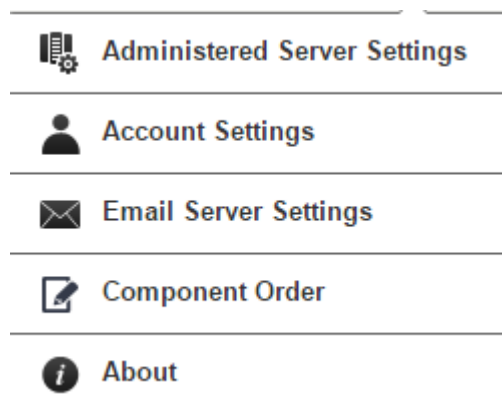 Administered Server Settings
Account Settings
Email Server Settings
Component Order
About